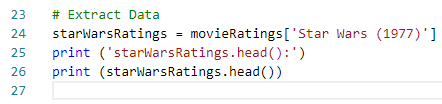 23 # Extract Data
24 starWarsRatings = movieRatings['Star Wars (1977)']
25 print ('starWarsRatings.head():')
26 print (starWarsRatings.head())
27